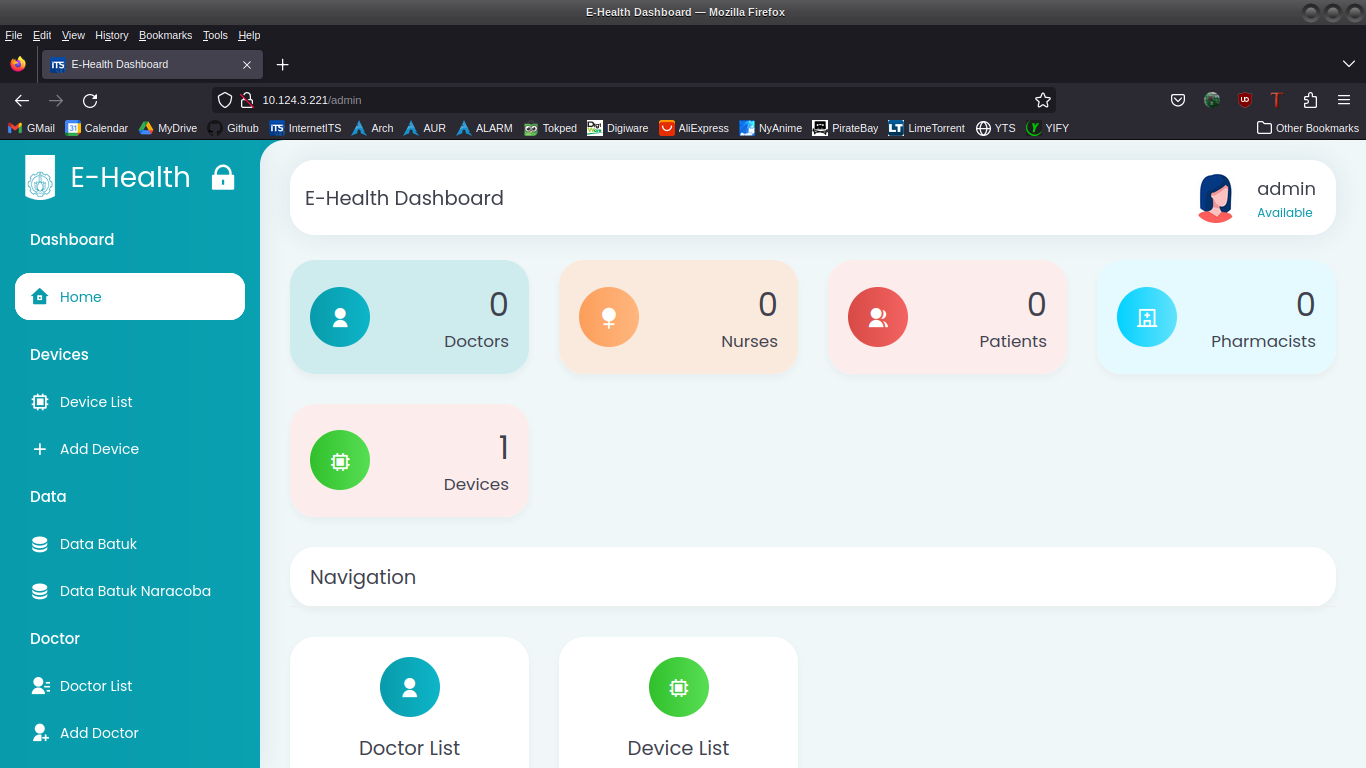 E-Health Dashboard — Mozilla Firefox
File Edit View History Bookmarks Tools Help
ITS E-Health Dashboard
10.124.3.221/admin
GMail Calendar MyDrive Github ITS InternetITS Arch AUR ALARM Tokped Digiware AliExpress NyAnime PirateBay LT LimeTorrent YTS Y YIFY Other Bookmarks
E-Health
Dashboard
Home
Devices
Device List
Add Device
Data
Data Batuk
Data Batuk Naracoba
Doctor
Doctor List
Add Doctor
E-Health Dashboard
admin
Available
0
Doctors
0
Nurses
0
Patients
0
Pharmacists
1
Devices
Navigation
Doctor List
Device List